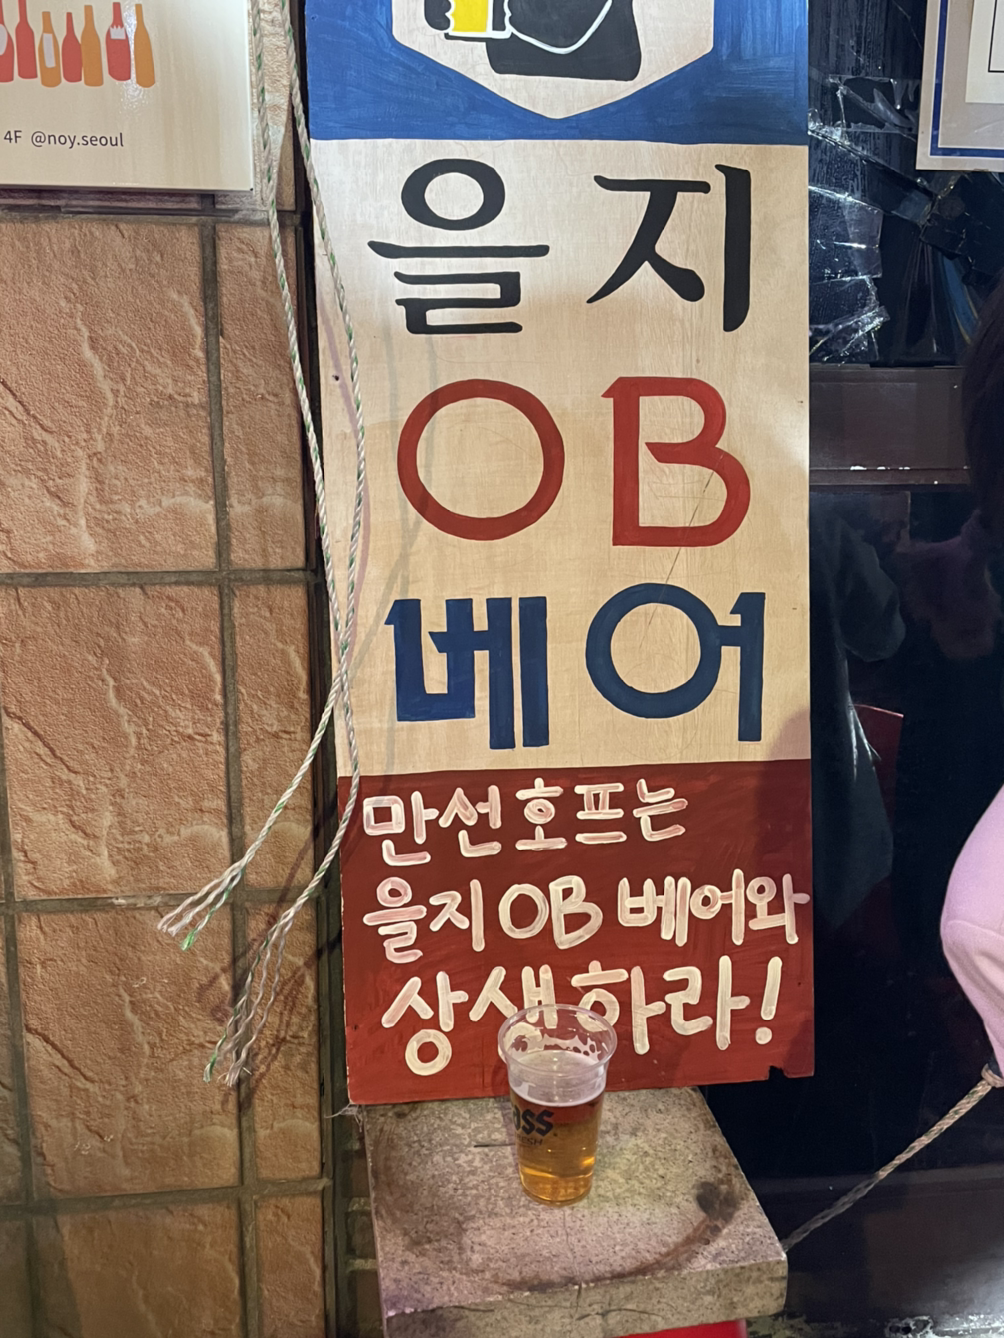 4F @noy.seoul
을지
OB
베어
만선호프는
을지OB베어와
상생하라!